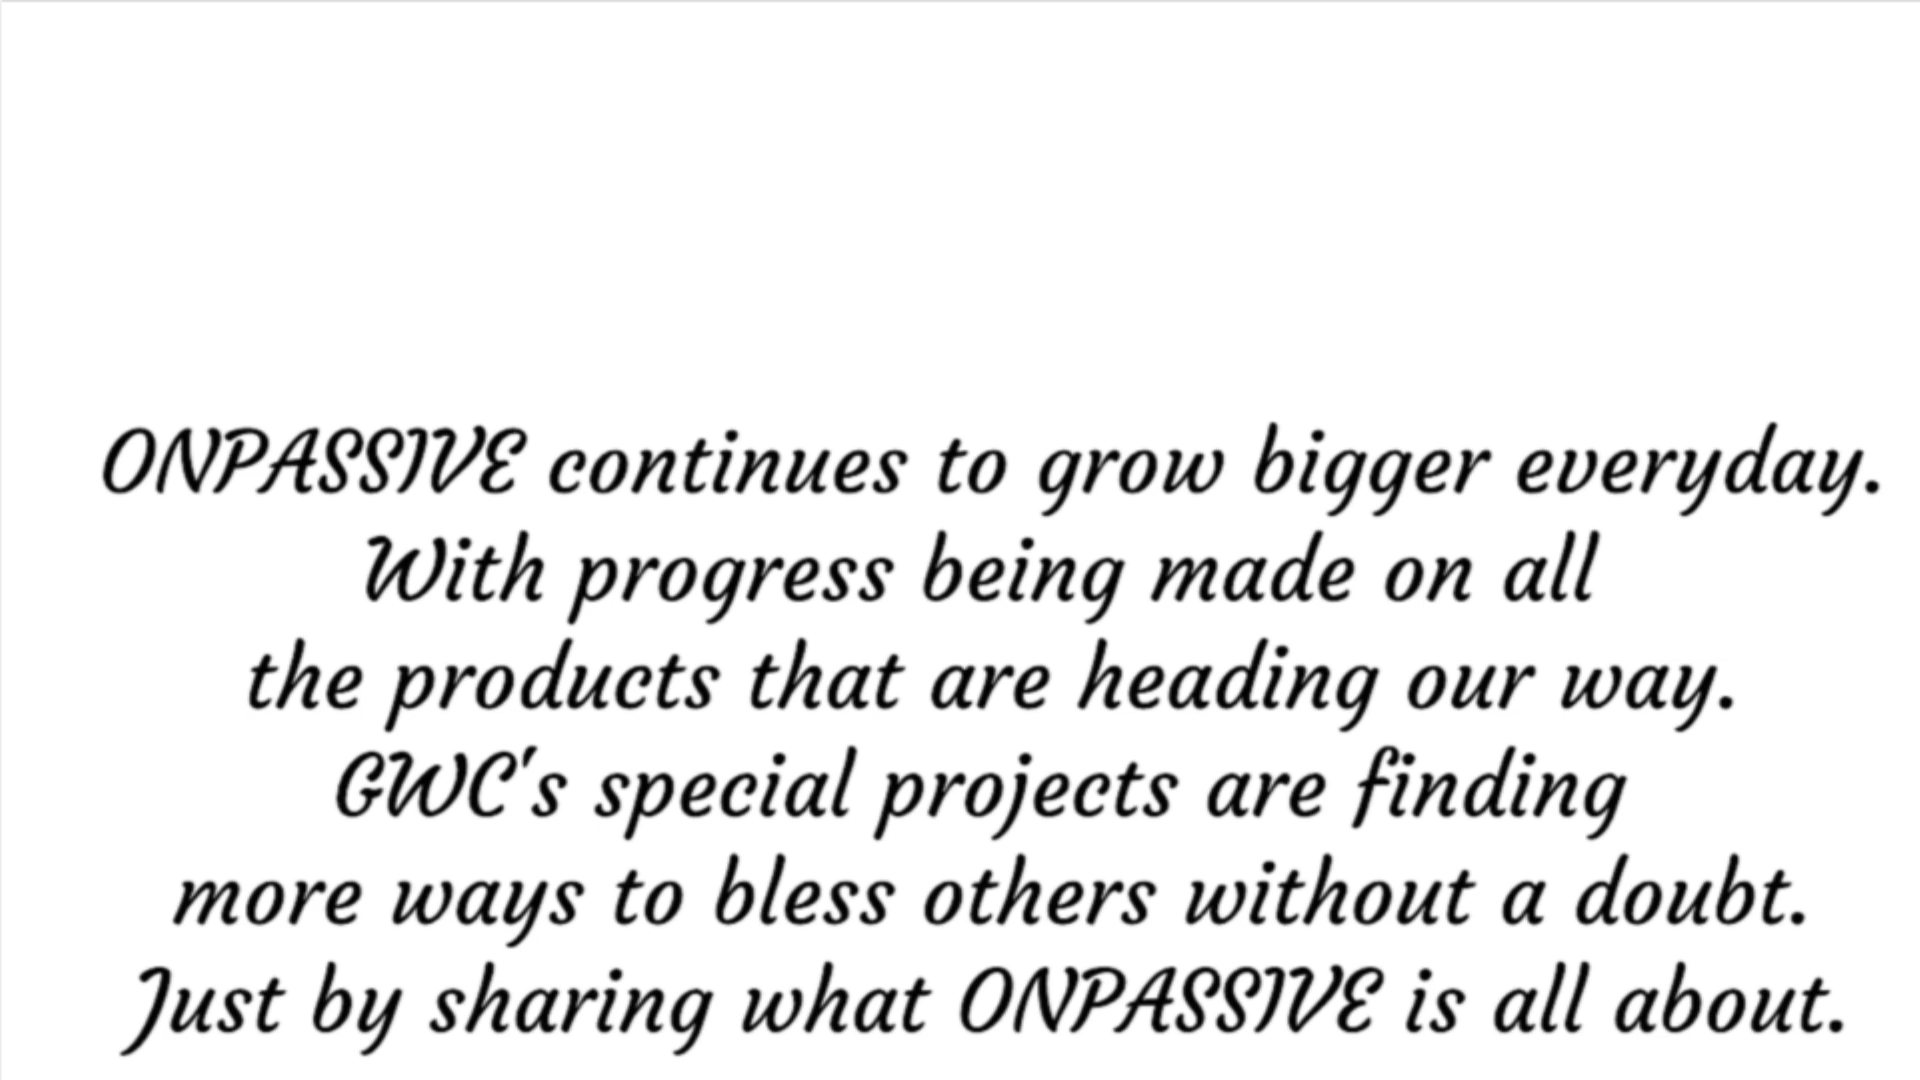 ONPASSIVE continues to grow bigger everyday.
With progress being made on all
the products that are heading our way.
GWC's special projects are finding
more ways to bless others without a doubt.
Just by sharing what ONPASSIVE is all about.